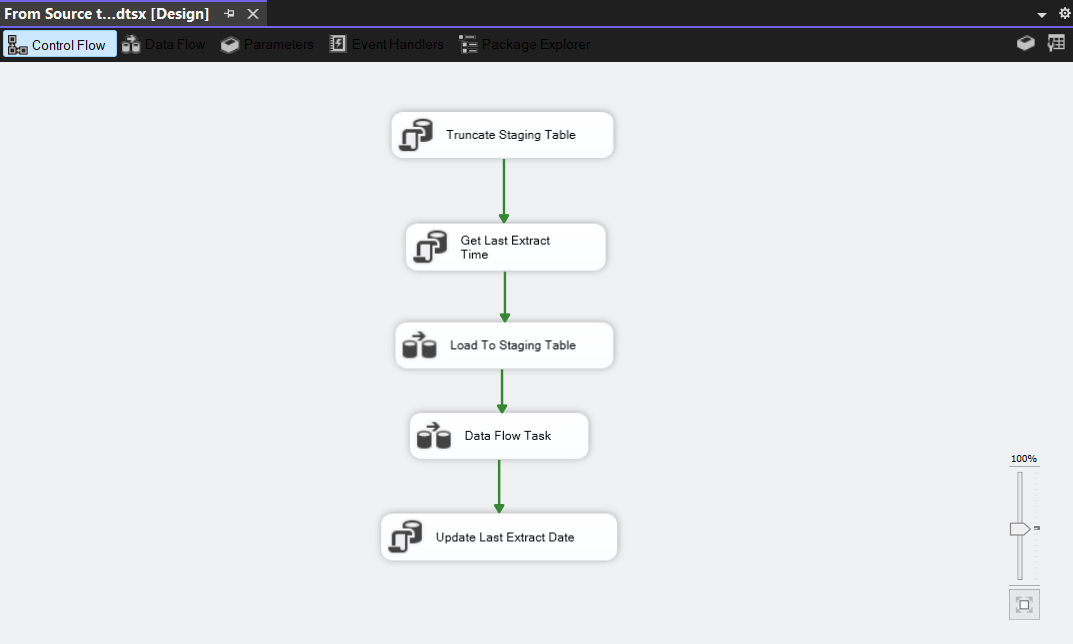 From Source t...dtsx [Design]
Control Flow
Data Flow
Parameters
Event Handlers
Package Explorer
Truncate Staging Table
Get Last Extract
Time
Load To Staging Table
Data Flow Task
100%
Update Last Extract Date